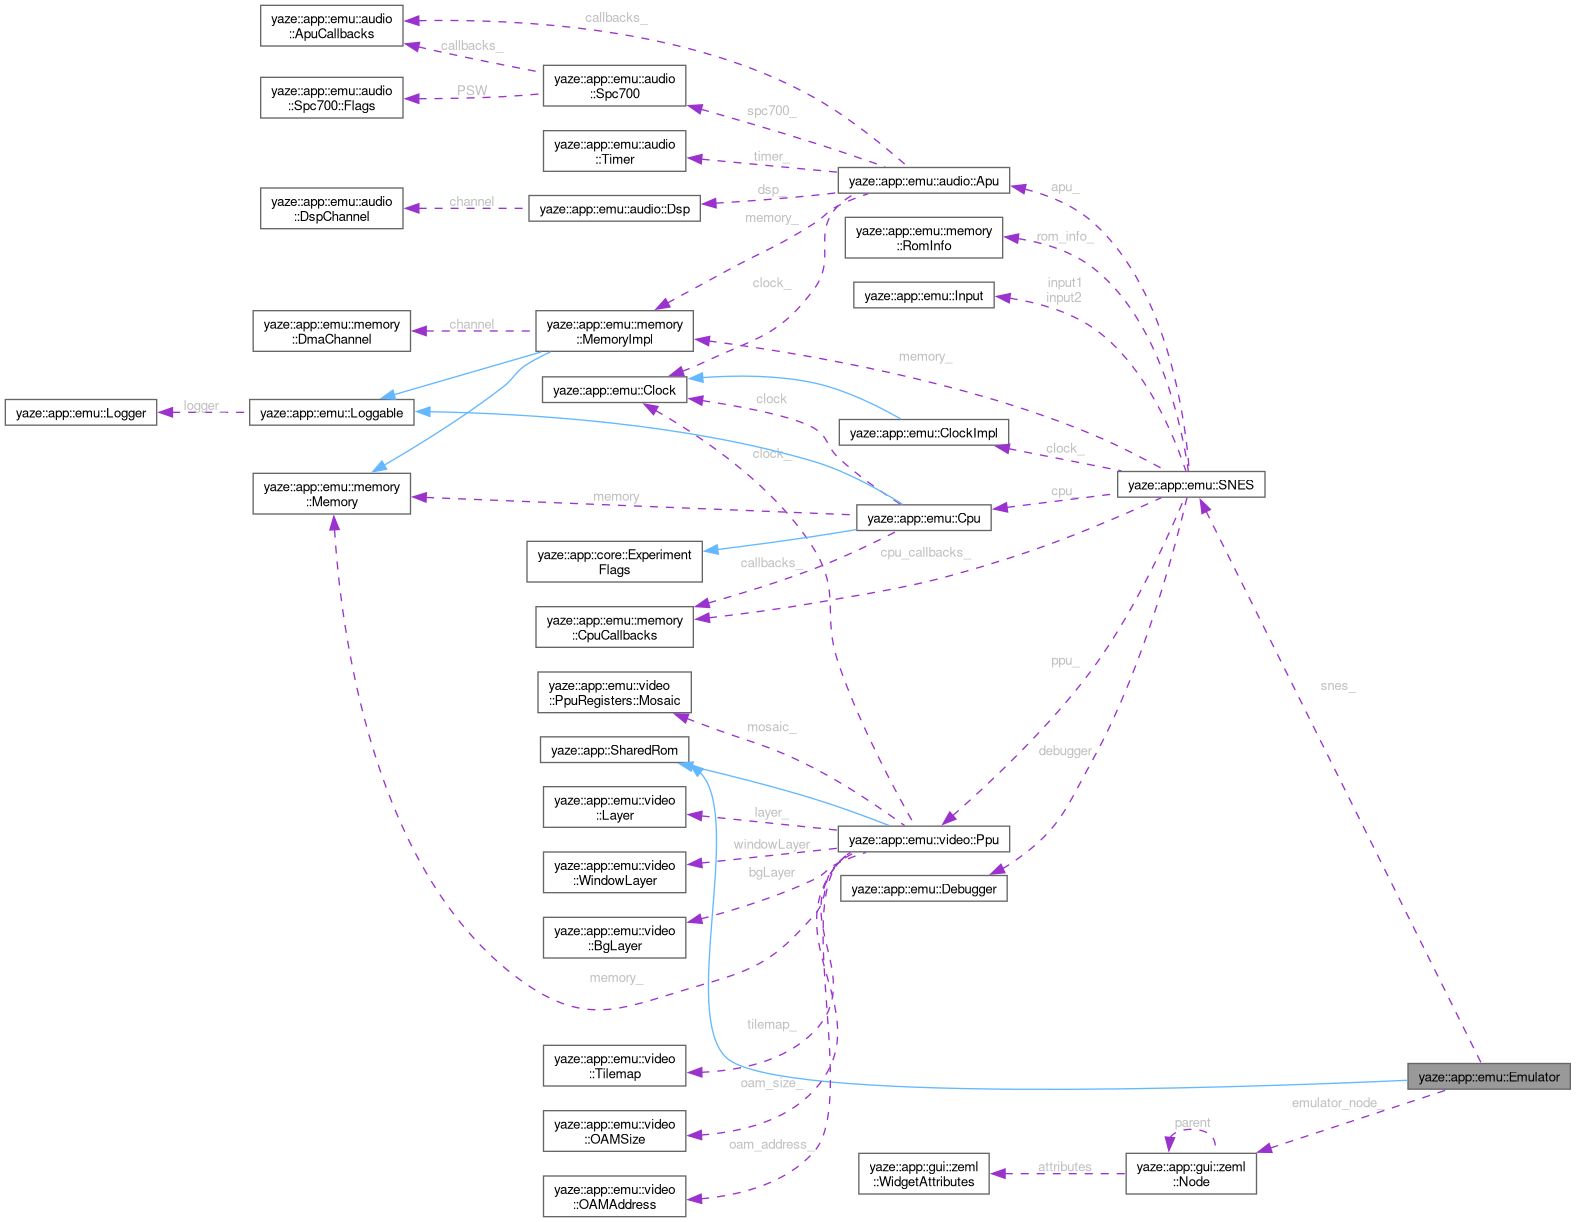 yaze::app::emu::audio
::ApuCallbacks
callbacks_
callbacks_
yaze::app::emu::audio
::Spc700
yaze::app::emu::audio
::Spc700::Flags
PSW
spc700_
yaze::app::emu::audio
::Timer
timer_
yaze::app::emu::audio::Apu
apu_
yaze::app::emu::audio
::DspChannel
channel
yaze::app::emu::audio::Dsp
dsp_
memory_
yaze::app::emu::memory
::RomInfo
rom_info_
clock_
yaze::app::emu::Input
input1
input2
yaze::app::emu::memory
::DmaChannel
channel
yaze::app::emu::memory
::MemoryImpl
memory_
yaze::app::emu::Clock
clock
yaze::app::emu::Logger
logger
yaze::app::emu::Loggable
yaze::app::emu::ClockImpl
clock_
clock_
yaze::app::emu::SNES
yaze::app::emu::memory
::Memory
memory
cpu_
yaze::app::emu::Cpu
yaze::app::core::Experiment
Flags
callbacks_
cpu_callbacks_
yaze::app::emu::memory
::CpuCallbacks
ppu_
snes_
yaze::app::emu::video
::PpuRegisters::Mosaic
mosaic_
yaze::app::SharedRom
debugger
yaze::app::emu::video
::Layer
layer_
yaze::app::emu::video::Ppu
windowLayer
yaze::app::emu::video
::WindowLayer
bgLayer
yaze::app::emu::Debugger
yaze::app::emu::video
::BgLayer
memory_
tilemap_
yaze::app::emu::video
::Tilemap
yaze::app::emu::Emulator
oam_size_
emulator_node_
yaze::app::emu::video
::OAMSize
parent
oam_address_
yaze::app::gui::zeml
::WidgetAttributes
attributes
yaze::app::gui::zeml
::Node
yaze::app::emu::video
::OAMAddress